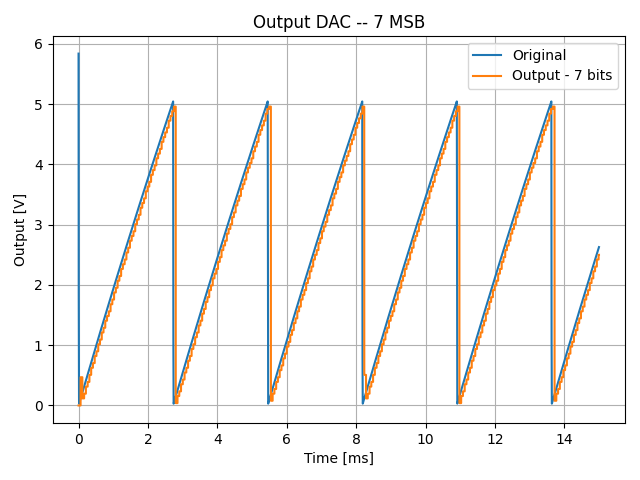 Output DAC -- 7 MSB
Original
Output - 7 bits
Output [V]
6
5
4
3
2
1
0
0 2 4 6 8 10 12 14
Time [ms]